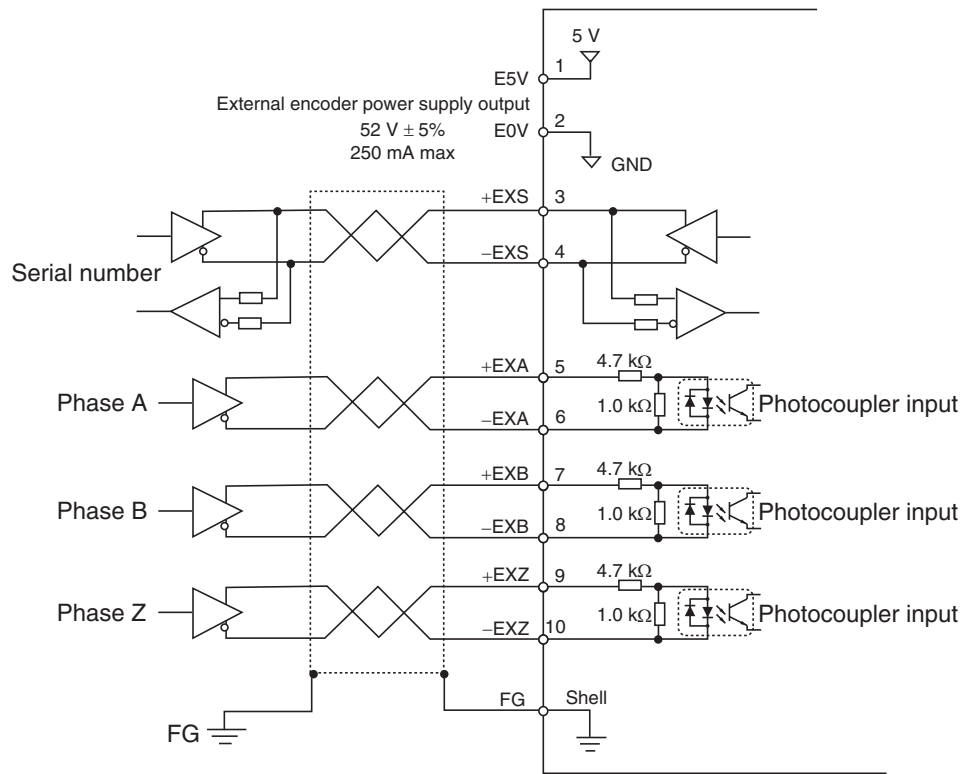 5 V
1
E5V
External encoder power supply output
52 V ± 5%
250 mA max
2
E0V
GND
+EXS 3
−EXS 4
Serial number
+EXA 5 4.7 kΩ
Phase A 1.0 kΩ Photocoupler input
−EXA 6
+EXB 7 4.7 kΩ
Phase B 1.0 kΩ Photocoupler input
−EXB 8
+EXZ 9 4.7 kΩ
Phase Z 1.0 kΩ Photocoupler input
−EXZ 10
FG Shell
FG